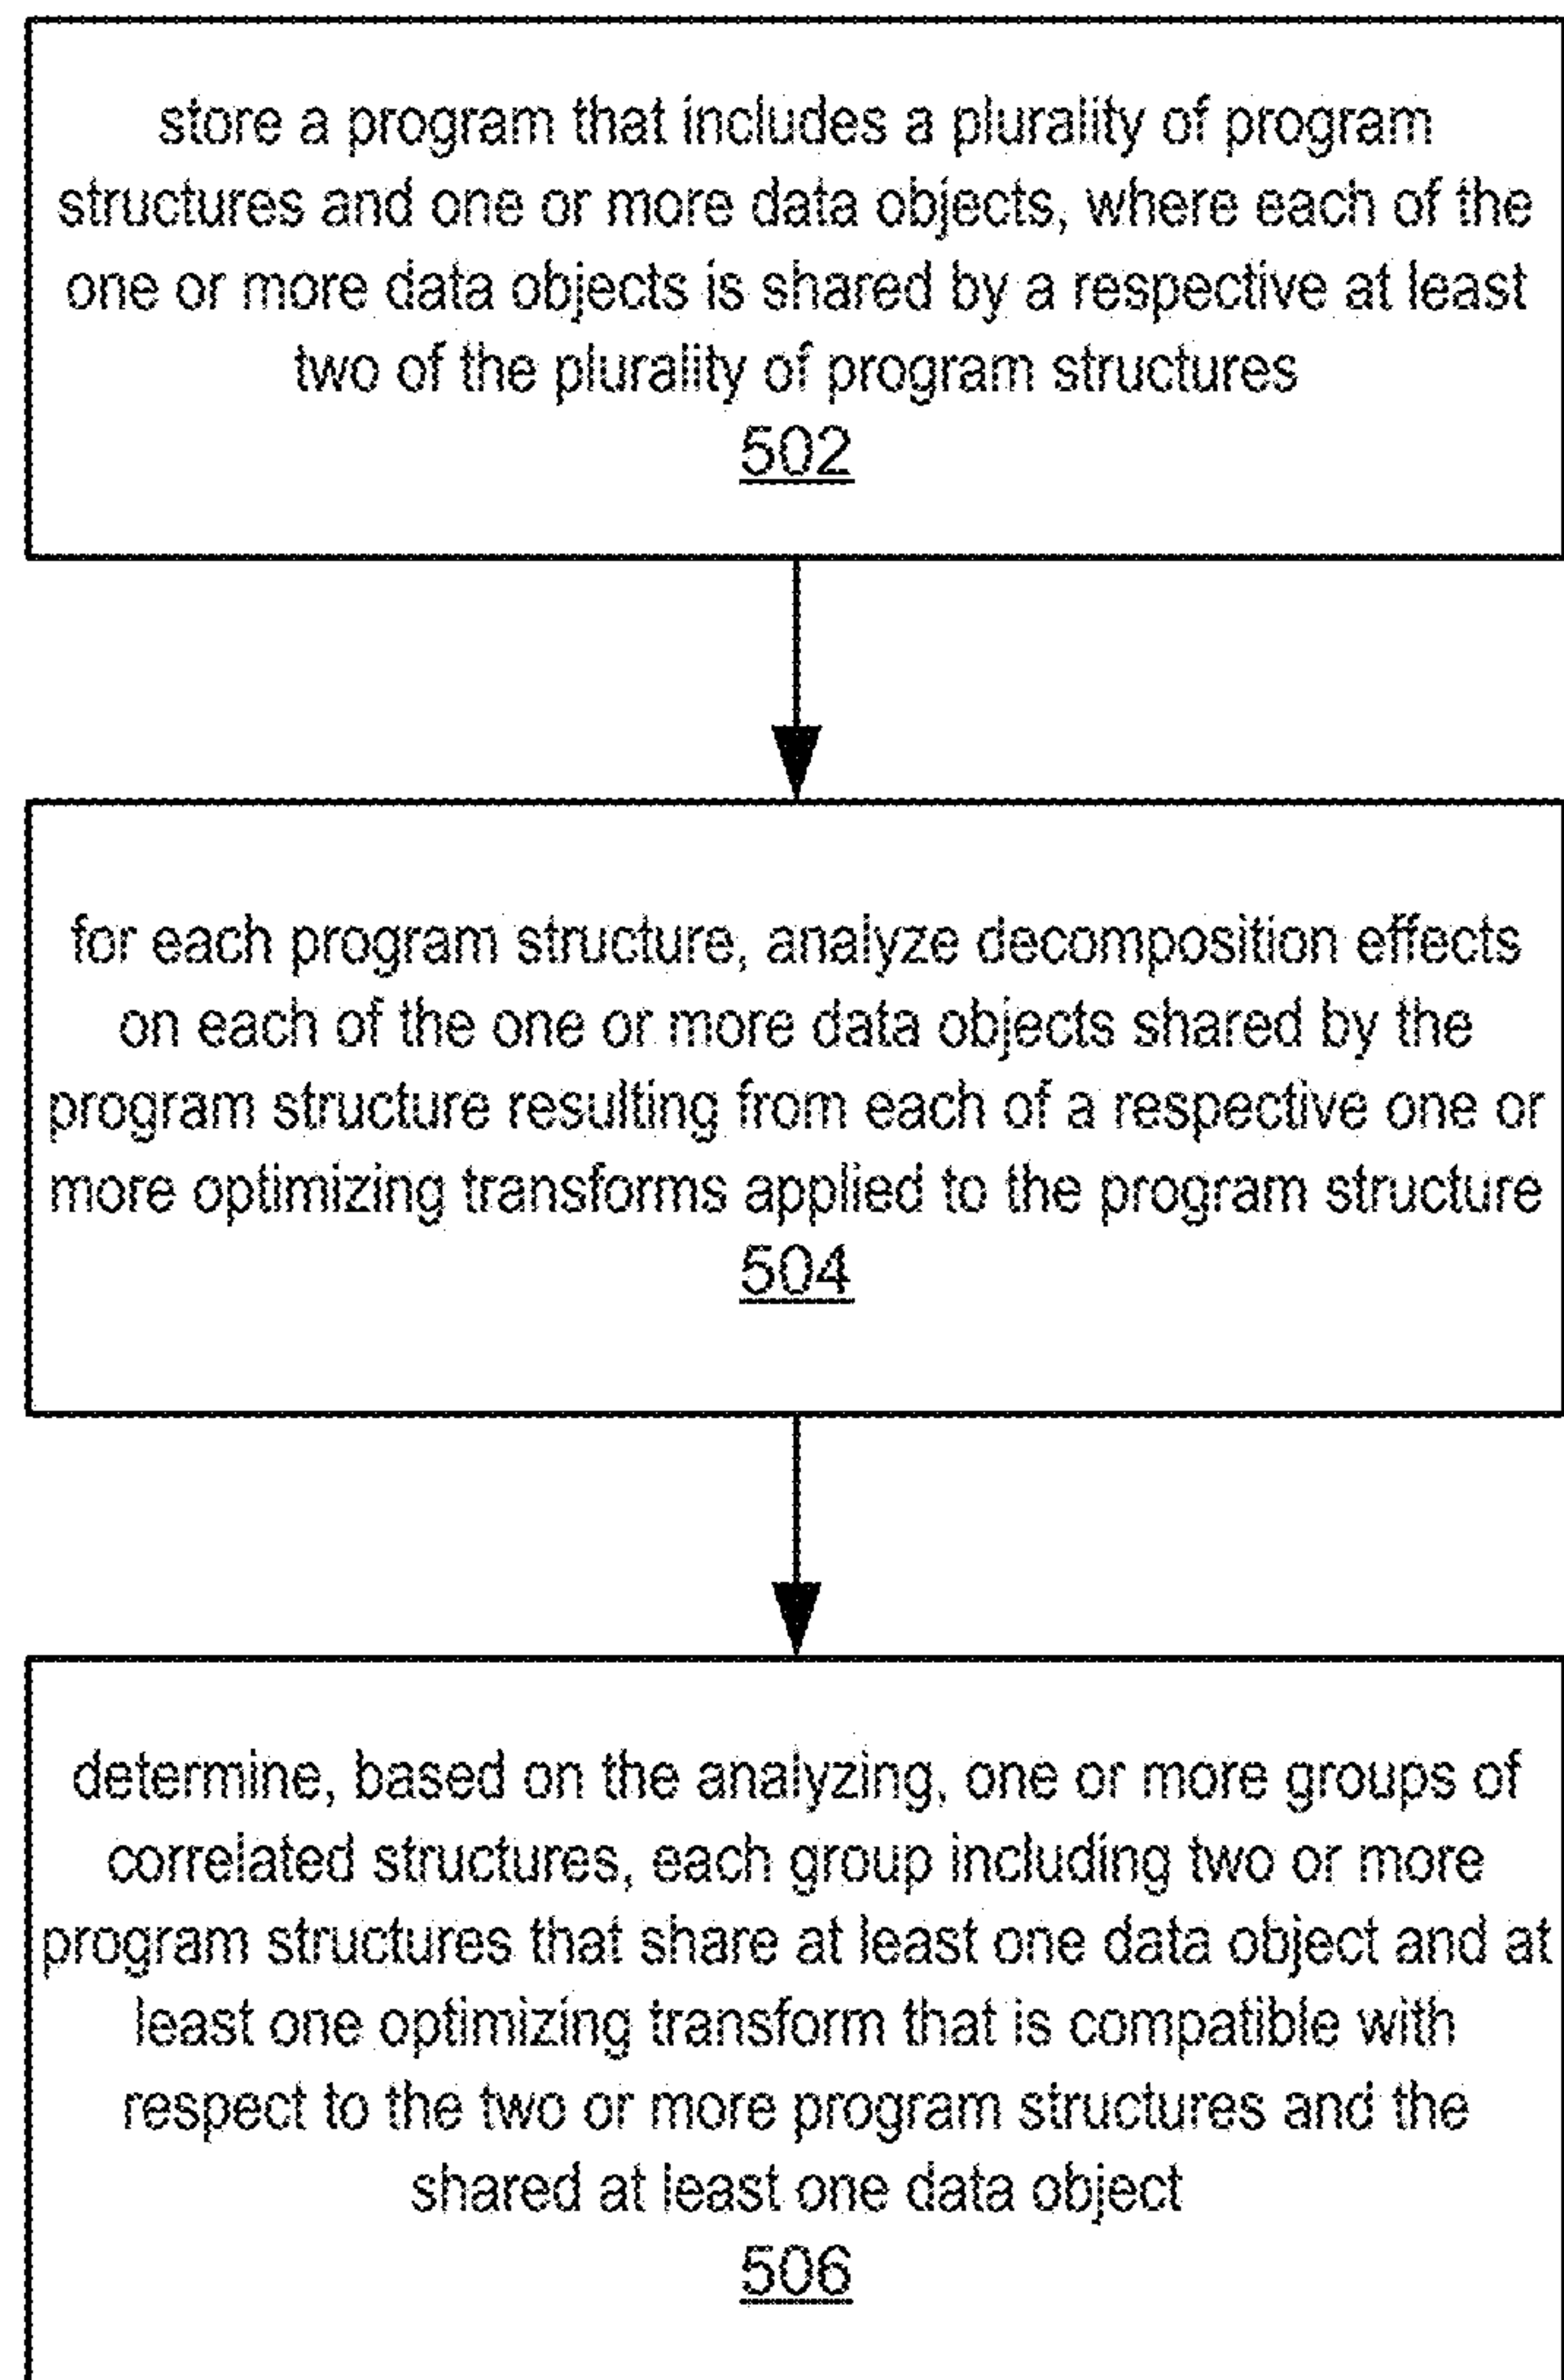 store a program that includes a plurality of program
structures and one or more data objects, where each of the
one or more data objects is shared by a respective at least
two of the plurality of program structures
502
for each program structure, analyze decomposition effects
on each of the one or more data objects shared by the
program structure resulting from each of a respective one or
more optimizing transforms applied to the program structure
504
determine, based on the analyzing, one or more groups of
correlated structures, each group including two or more
program structures that share at least one data object and at
least one optimizing transform that is compatible with
respect to the two or more program structures and the
shared at least one data object
506